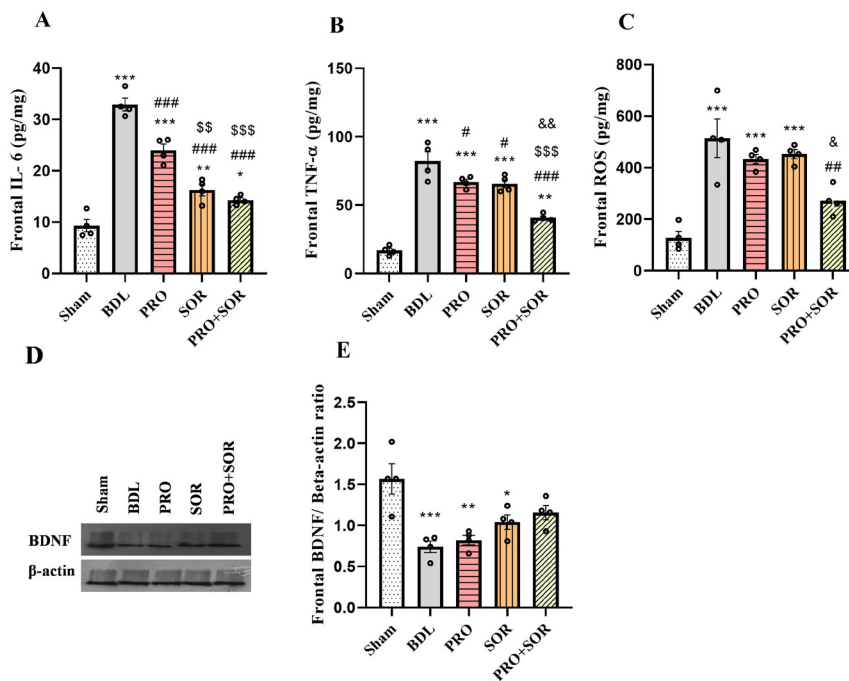 A
Frontal IL- 6 (pg/mg)
40
30
20
10
0
***
###
***
$$
###
**
$$$
###
*
Sham
BDL
PRO
SOR
PRO+SOR
B
Frontal TNF-α (pg/mg)
150
100
50
0
***
#
***
#
***
&&
$$$
###
**
Sham
BDL
PRO
SOR
PRO+SOR
C
Frontal ROS (pg/mg)
800
600
400
200
0
***
***
***
&
##
Sham
BDL
PRO
SOR
PRO+SOR
D
Sham
BDL
PRO
SOR
PRO+SOR
BDNF
β-actin
E
Frontal BDNF/ Beta-actin ratio
2.5
2.0
1.5
1.0
0.5
0.0
***
**
*
Sham
BDL
PRO
SOR
PRO+SOR